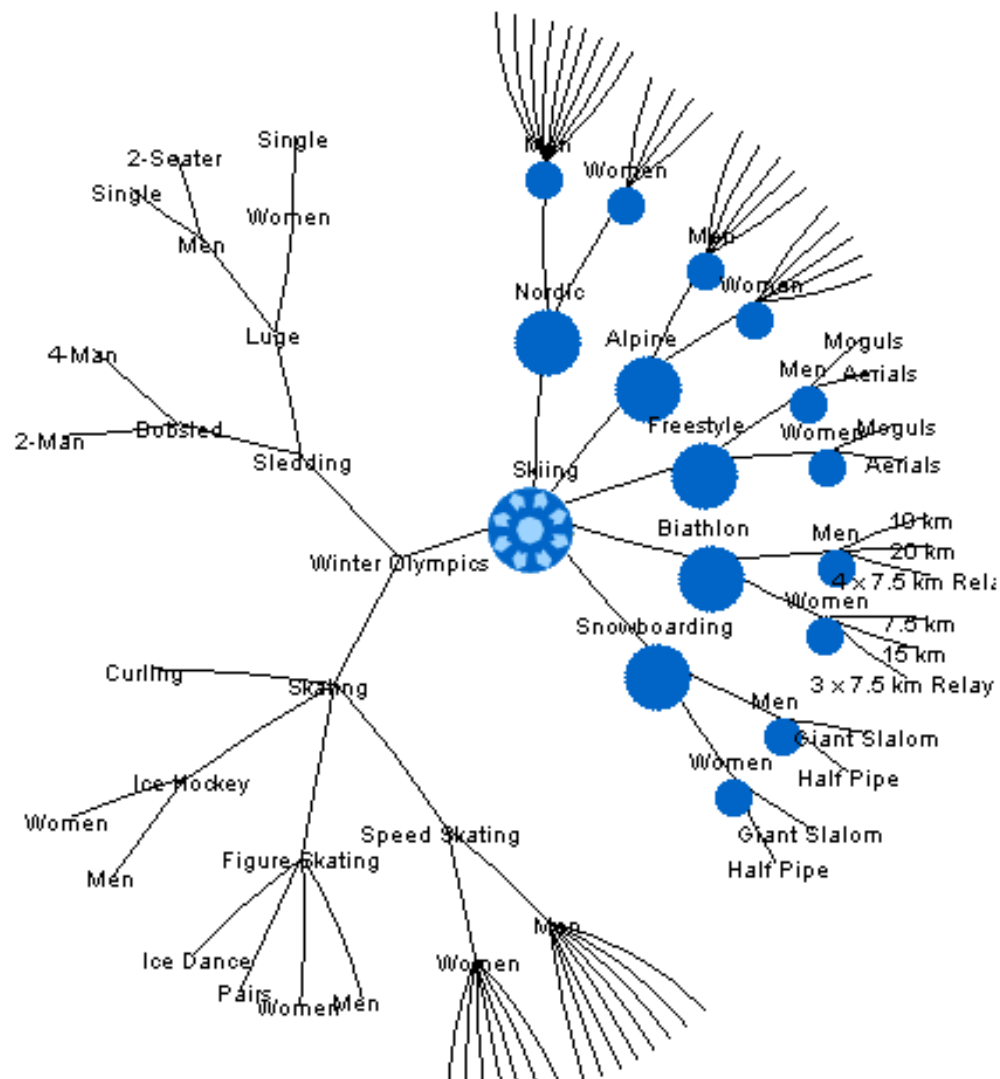 Single
2-Seater
Single
Women
Men
Luge
4-Man
2-Man
Bobsled
Sledding
Winter Olympics
Skiing
Nordic
Men
Women
Alpine
Men
Women
Freestyle
Men
Moguls
Aerials
Women
Moguls
Aerials
Biathlon
Men
10 km
20 km
4 × 7.5 km Rela
Women
7.5 km
15 km
3 × 7.5 km Relay
Snowboarding
Men
Giant Slalom
Half Pipe
Women
Giant Slalom
Half Pipe
Skating
Curling
Ice Hockey
Women
Men
Figure Skating
Ice Dance
Pairs
Women
Men
Speed Skating
Women
Men